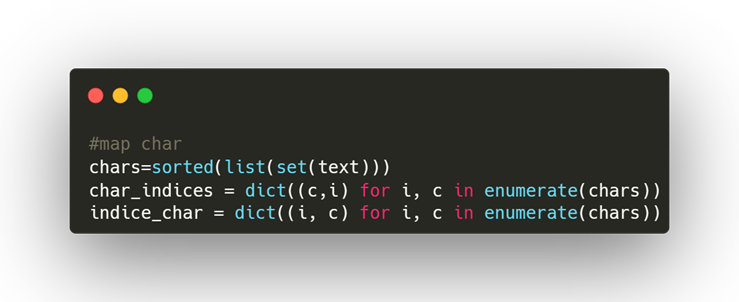 #map char
chars=sorted(list(set(text)))
char_indices = dict((c,i) for i, c in enumerate(chars))
indice_char = dict((i, c) for i, c in enumerate(chars))